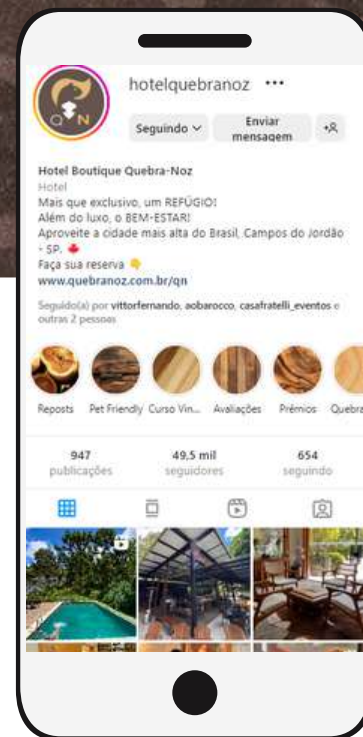 hotelquebranoz
Q N
Seguindo
Enviar
mensagem
Hotel Boutique Quebra-Noz
Hotel
Mais que exclusivo, um REFÚGIO!
Além do luxo, o BEM-ESTAR!
Aproveite a cidade mais alta do Brasil, Campos do Jordão
- SP. 🍁
Faça sua reserva 👇
www.quebranoz.com.br/qn
Seguido(a) por vittorfernando, aobarocco, casafratelli_eventos e
outras 2 pessoas
Reposts Pet Friendly Curso Vin... Avaliações Prêmios Quebra
947 49,5 mil 654
publicações seguidores seguindo